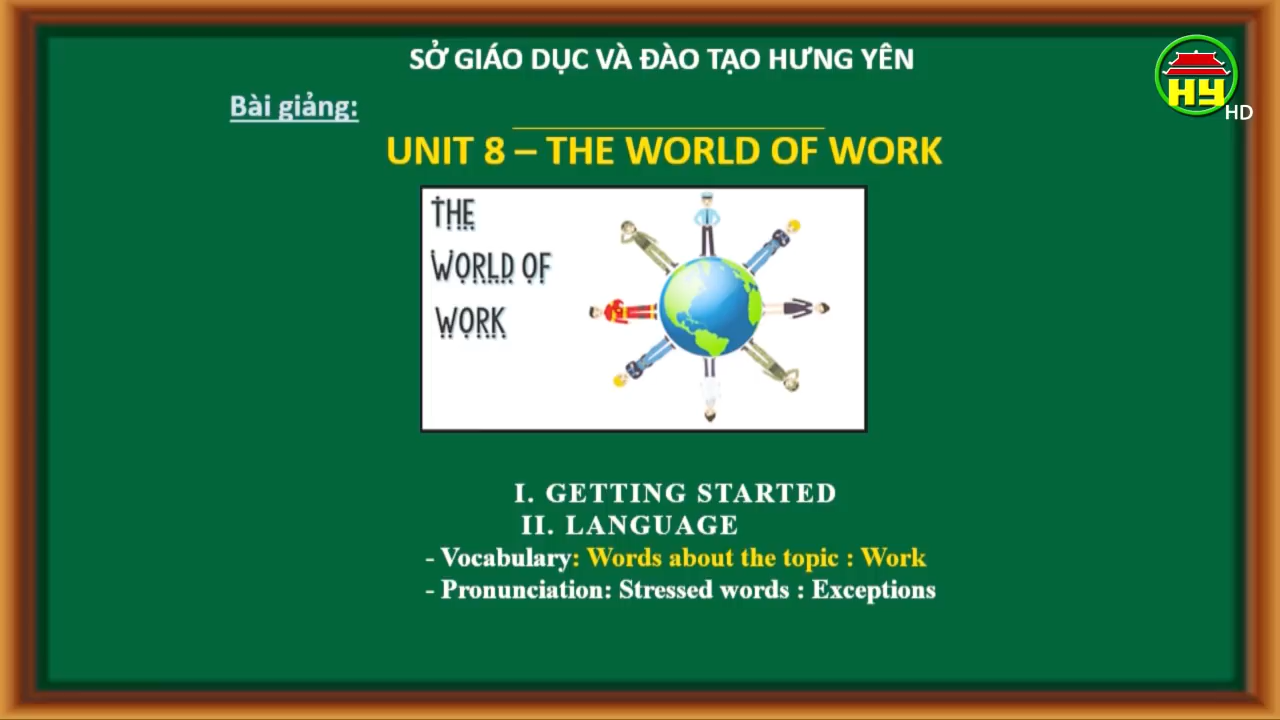 SỞ GIÁO DỤC VÀ ĐÀO TẠO HƯNG YÊN
HY
HD
Bài giảng:
UNIT 8 – THE WORLD OF WORK
THE
WORLD OF
WORK
I. GETTING STARTED
II. LANGUAGE
- Vocabulary: Words about the topic : Work
- Pronunciation: Stressed words : Exceptions